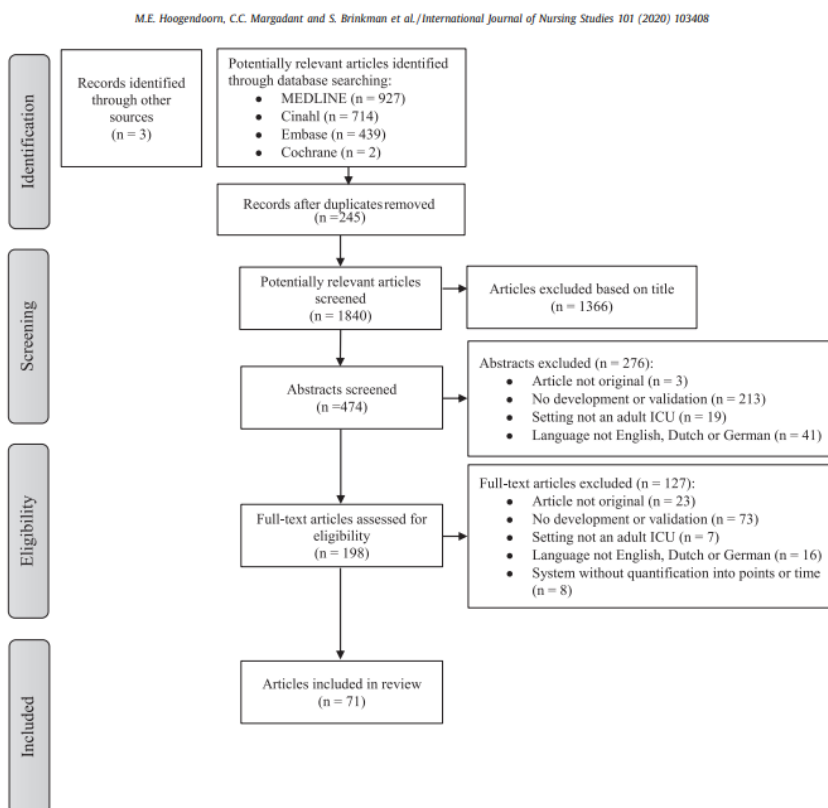 M.E. Hoogendoorn, C.C. Margadant and S. Brinkman et al. / International Journal of Nursing Studies 101 (2020) 103408
Identification
Records identified
through other
sources
(n = 3)
Potentially relevant articles identified
through database searching:
• MEDLINE (n = 927)
• Cinahl (n = 714)
• Embase (n = 439)
• Cochrane (n = 2)
Records after duplicates removed
(n =245)
Screening
Potentially relevant articles
screened
(n = 1840)
Articles excluded based on title
(n = 1366)
Abstracts screened
(n =474)
Abstracts excluded (n = 276):
• Article not original (n = 3)
• No development or validation (n = 213)
• Setting not an adult ICU (n = 19)
• Language not English, Dutch or German (n = 41)
Eligibility
Full-text articles assessed for
eligibility
(n = 198)
Full-text articles excluded (n = 127):
• Article not original (n = 23)
• No development or validation (n = 73)
• Setting not an adult ICU (n = 7)
• Language not English, Dutch or German (n = 16)
• System without quantification into points or time
(n = 8)
Included
Articles included in review
(n = 71)